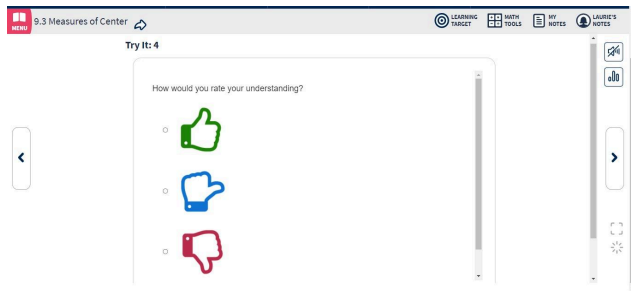 MENU
9.3 Measures of Center
LEARNING TARGET
MATH TOOLS
MY NOTES
LAURIE'S NOTES
Try It: 4
How would you rate your understanding?